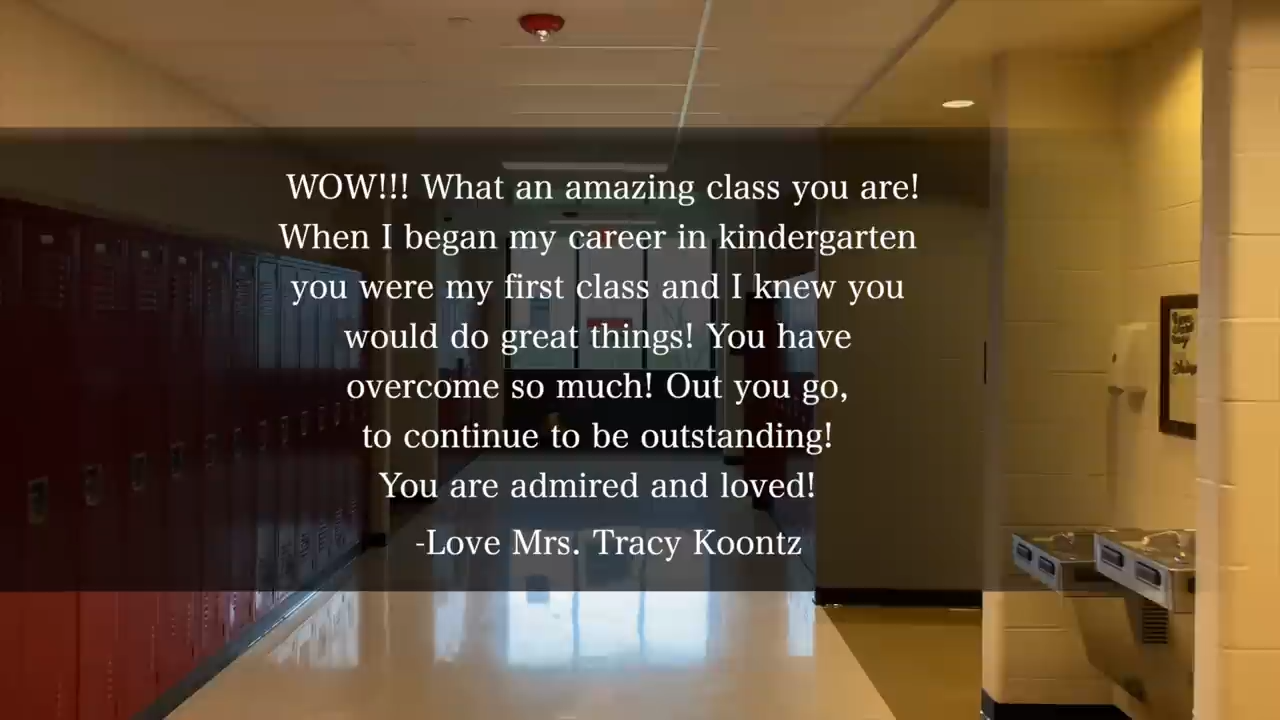 WOW!!! What an amazing class you are!
When I began my career in kindergarten
you were my first class and I knew you
would do great things! You have
overcome so much! Out you go,
to continue to be outstanding!
You are admired and loved!
-Love Mrs. Tracy Koontz